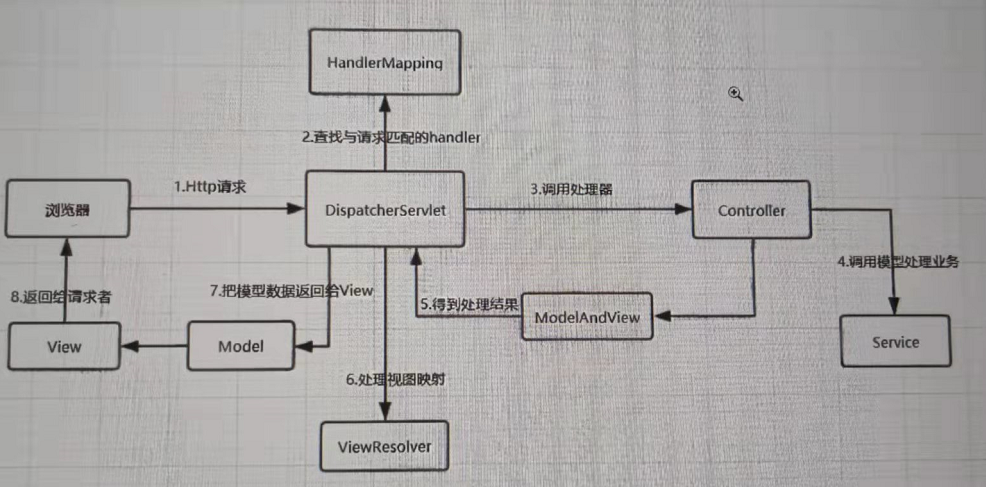 HandlerMapping
2.查找与请求匹配的handler
1.Http请求
3.调用处理器
浏览器
DispatcherServlet
Controller
4.调用模型处理业务
7.把模型数据返回给View
8.返回给请求者
5.得到处理结果
ModelAndView
View
Model
Service
6.处理视图映射
ViewResolver